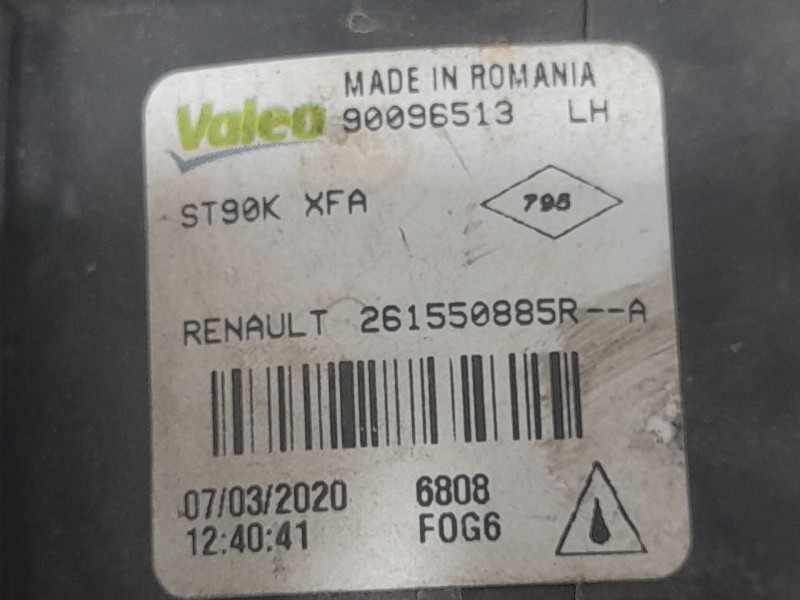 MADE IN ROMANIA
Valeo 90096513 LH
ST90K XFA 795
RENAULT 261550885R--A
07/03/2020 6808
12:40:41 FOG6